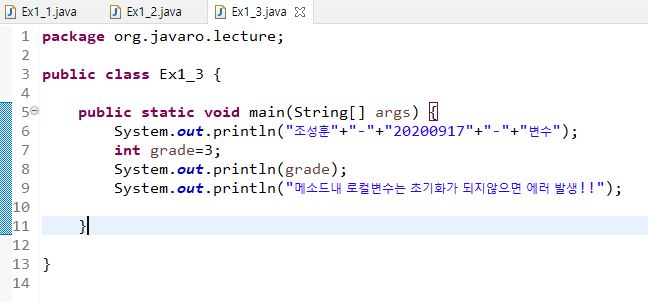 Ex1_1.java Ex1_2.java Ex1_3.java
1 package org.javaro.lecture;
2
3 public class Ex1_3 {
4
5 public static void main(String[] args) {
6 System.out.println("조성훈"+"-"+"20200917"+"-"+"변수");
7 int grade=3;
8 System.out.println(grade);
9 System.out.println("메소드내 로컬변수는 초기화가 되지않으면 에러 발생!!");
10
11 }
12
13 }
14